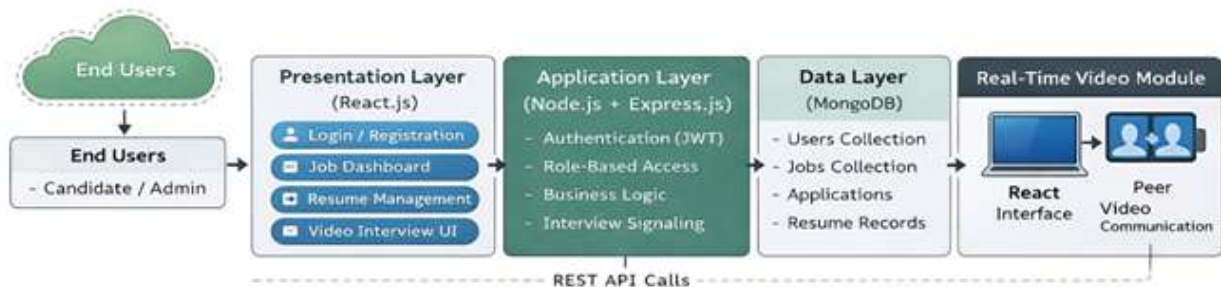 End Users
End Users
- Candidate / Admin
Presentation Layer
(React.js)
Login / Registration
Job Dashboard
Resume Management
Video Interview UI
Application Layer
(Node.js + Express.js)
- Authentication (JWT)
- Role-Based Access
- Business Logic
- Interview Signaling
Data Layer
(MongoDB)
- Users Collection
- Jobs Collection
- Applications
- Resume Records
Real-Time Video Module
React
Interface
Peer
Video
Communication
REST API Calls